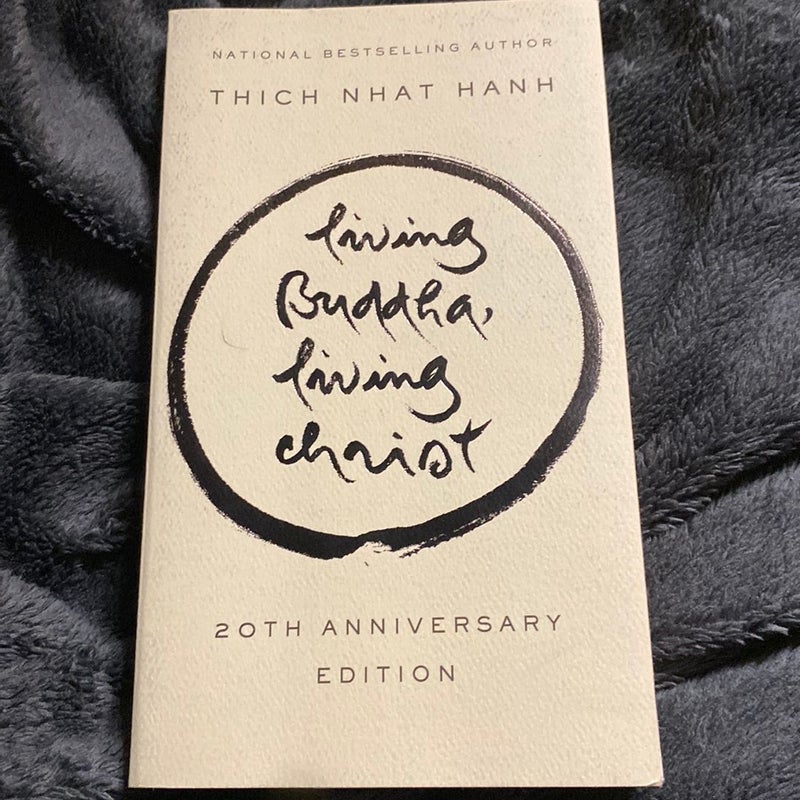 NATIONAL BESTSELLING AUTHOR
THICH NHAT HANH
living
Buddha,
living
christ
20TH ANNIVERSARY
EDITION